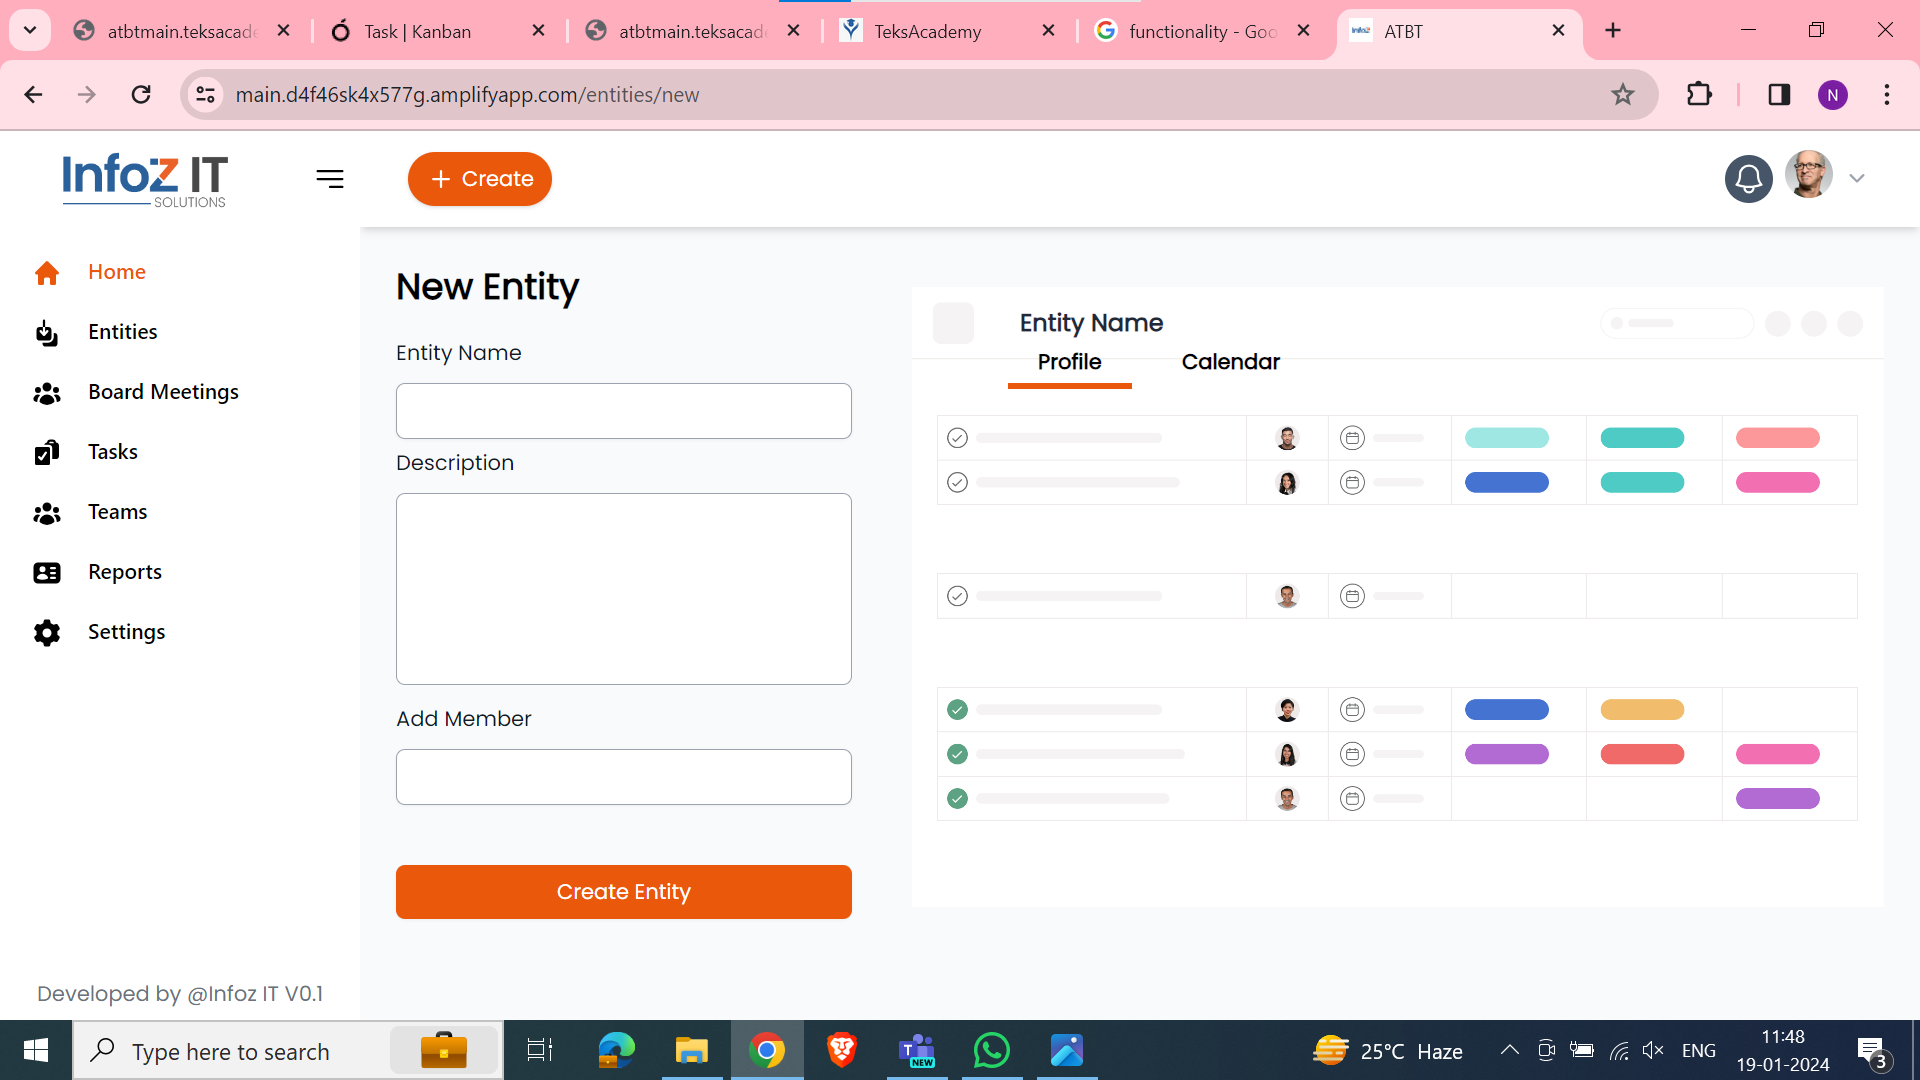 atbtmain.teksacade
Task | Kanban
atbtmain.teksacade
TeksAcademy
functionality - Goo
ATBT
main.d4f46sk4x577g.amplifyapp.com/entities/new
N
Infoz IT
SOLUTIONS
+ Create
Home
Entities
Board Meetings
Tasks
Teams
Reports
Settings
Developed by @Infoz IT V0.1
New Entity
Entity Name
Description
Add Member
Create Entity
Entity Name
Profile
Calendar
Type here to search
NEW
25°C Haze
ENG
11:48
19-01-2024
3